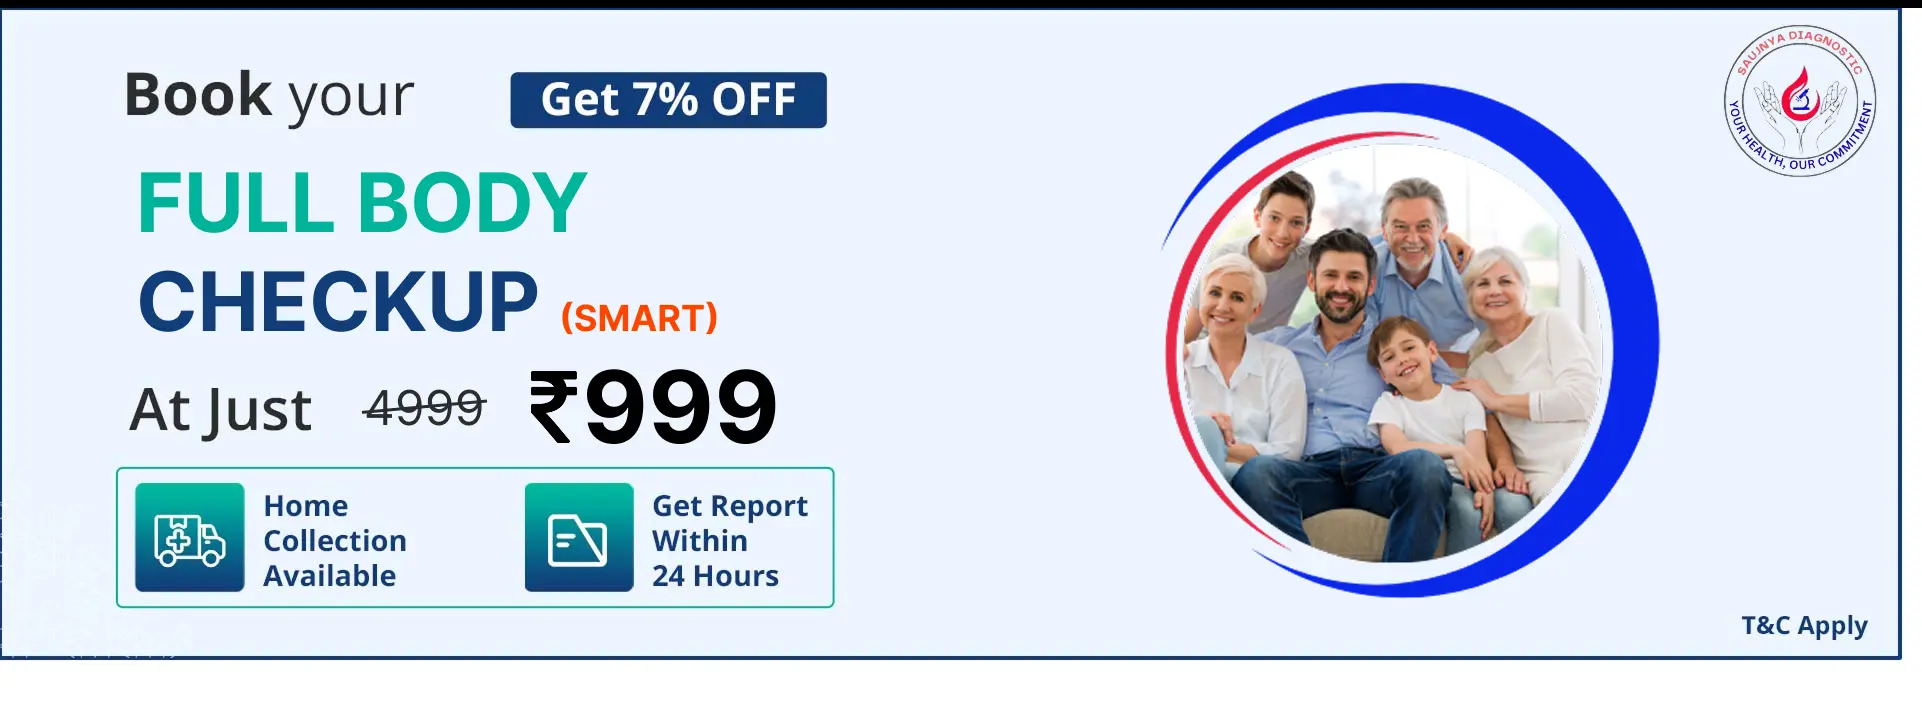 Book your
Get 7% OFF
FULL BODY
CHECKUP (SMART)
At Just 4999 ₹999
Home
Collection
Available
Get Report
Within
24 Hours
SAUJNYA DIAGNOSTIC
YOUR HEALTH, OUR COMMITMENT
T&C Apply